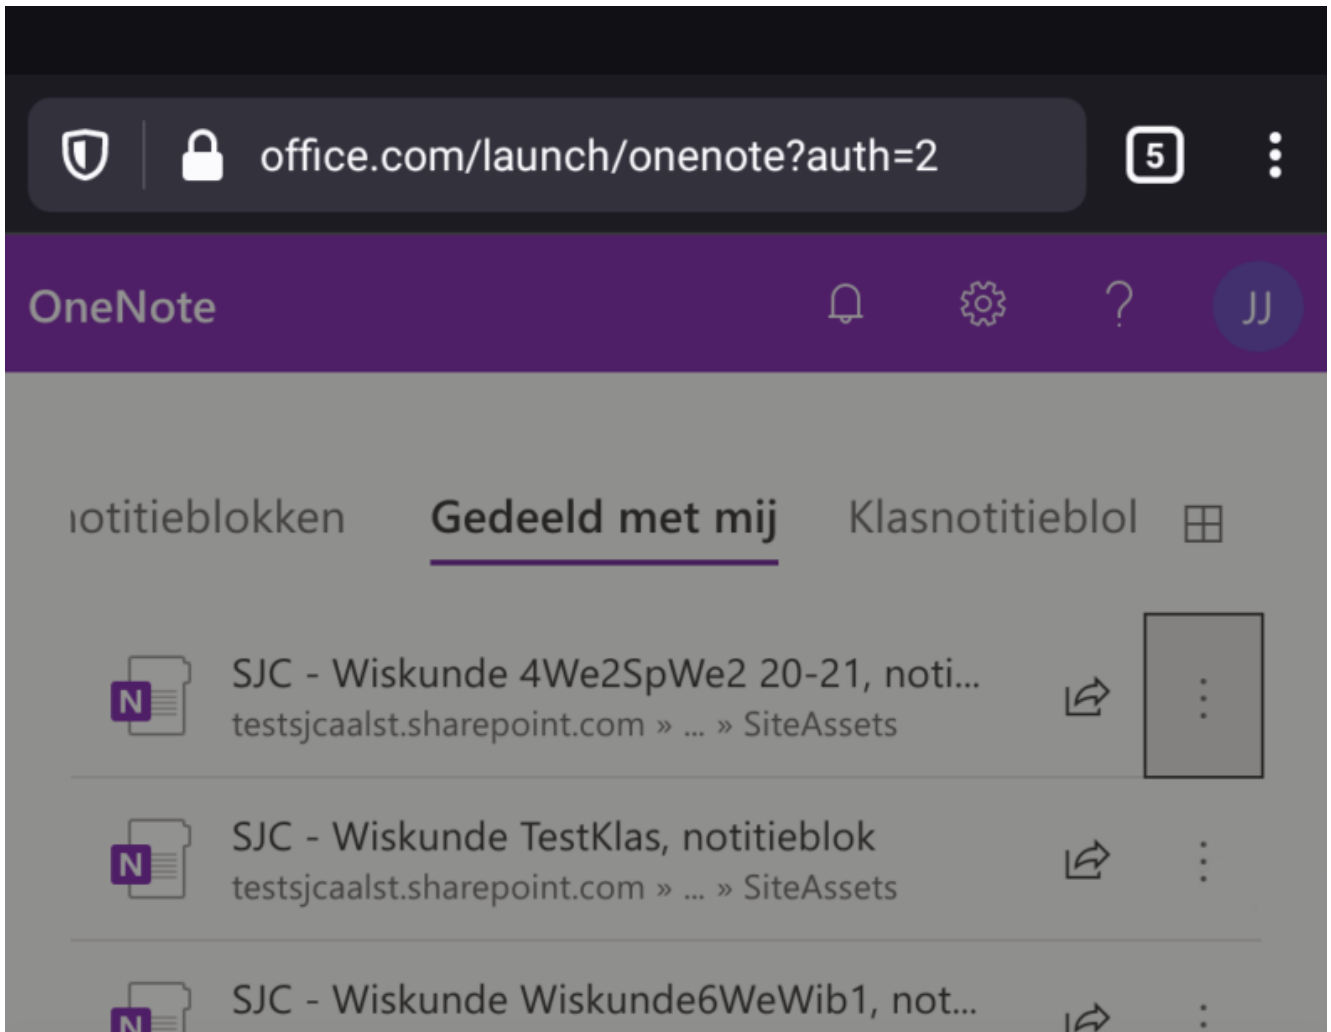 office.com/launch/onenote?auth=2
5
OneNote
JJ
notitieblokken
Gedeeld met mij
Klasnotitieblol
SJC - Wiskunde 4We2SpWe2 20-21, noti...
testsjcaalst.sharepoint.com » ... » SiteAssets
SJC - Wiskunde TestKlas, notitieblok
testsjcaalst.sharepoint.com » ... » SiteAssets
SJC - Wiskunde Wiskunde6WeWib1, not...